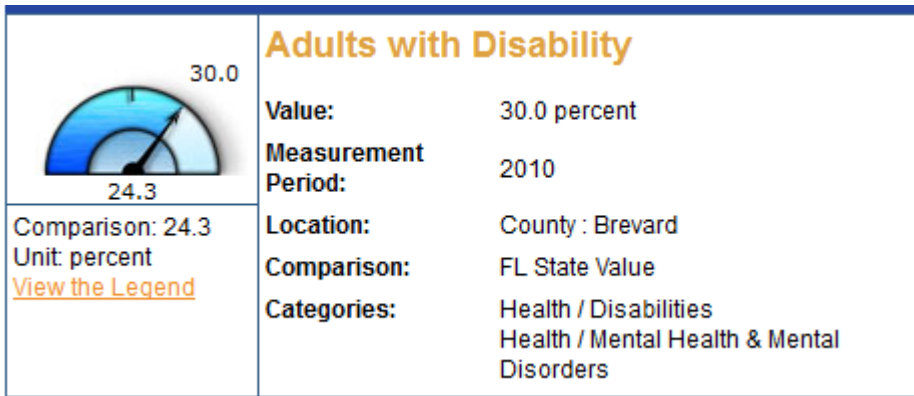 30.0
24.3
Comparison: 24.3
Unit: percent
View the Legend
Adults with Disability
Value: 30.0 percent
Measurement Period: 2010
Location: County : Brevard
Comparison: FL State Value
Categories: Health / Disabilities
Health / Mental Health & Mental
Disorders